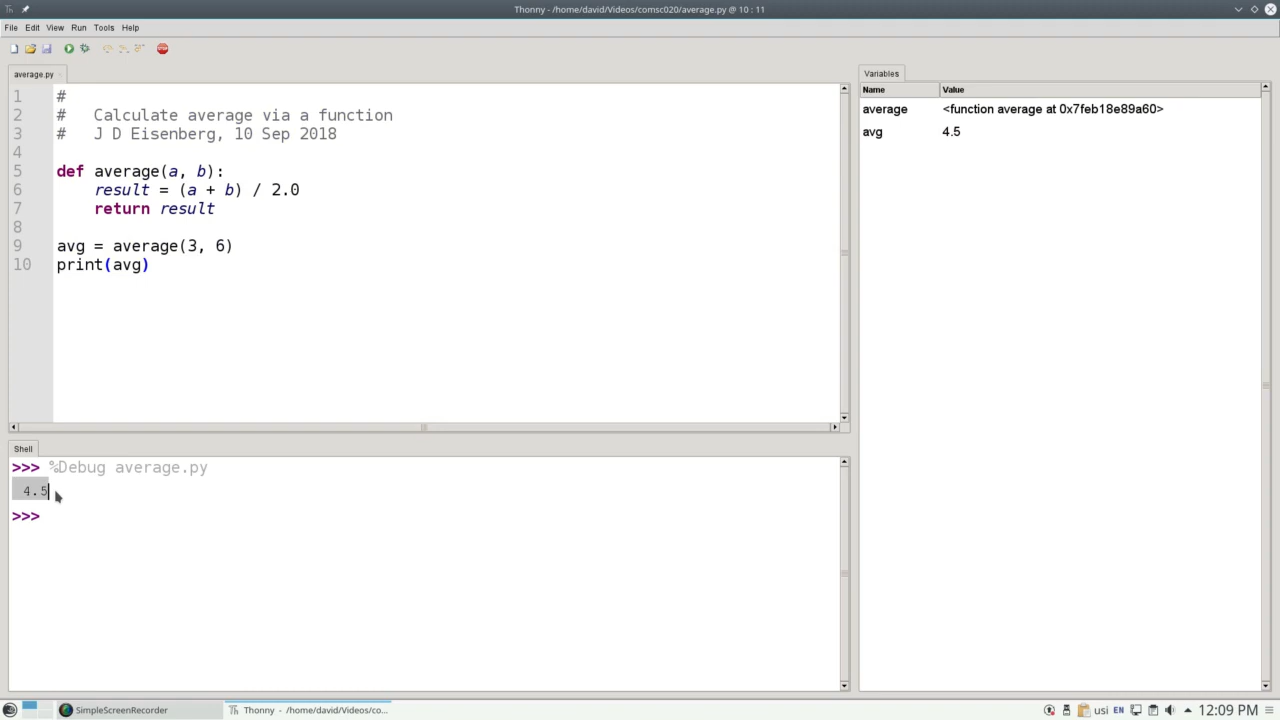 Thonny - /home/david/Videos/comsc020/average.py @ 10 : 11
File Edit View Run Tools Help
average.py
1 #
2 #   Calculate average via a function
3 #   J D Eisenberg, 10 Sep 2018
4
5 def average(a, b):
6     result = (a + b) / 2.0
7     return result
8
9 avg = average(3, 6)
10 print(avg)
Shell
>>> %Debug average.py
4.5
>>>
Variables
Name Value
average <function average at 0x7feb18e89a60>
avg 4.5
SimpleScreenRecorder
Thonny - /home/david/Videos/co...
usi EN 12:09 PM